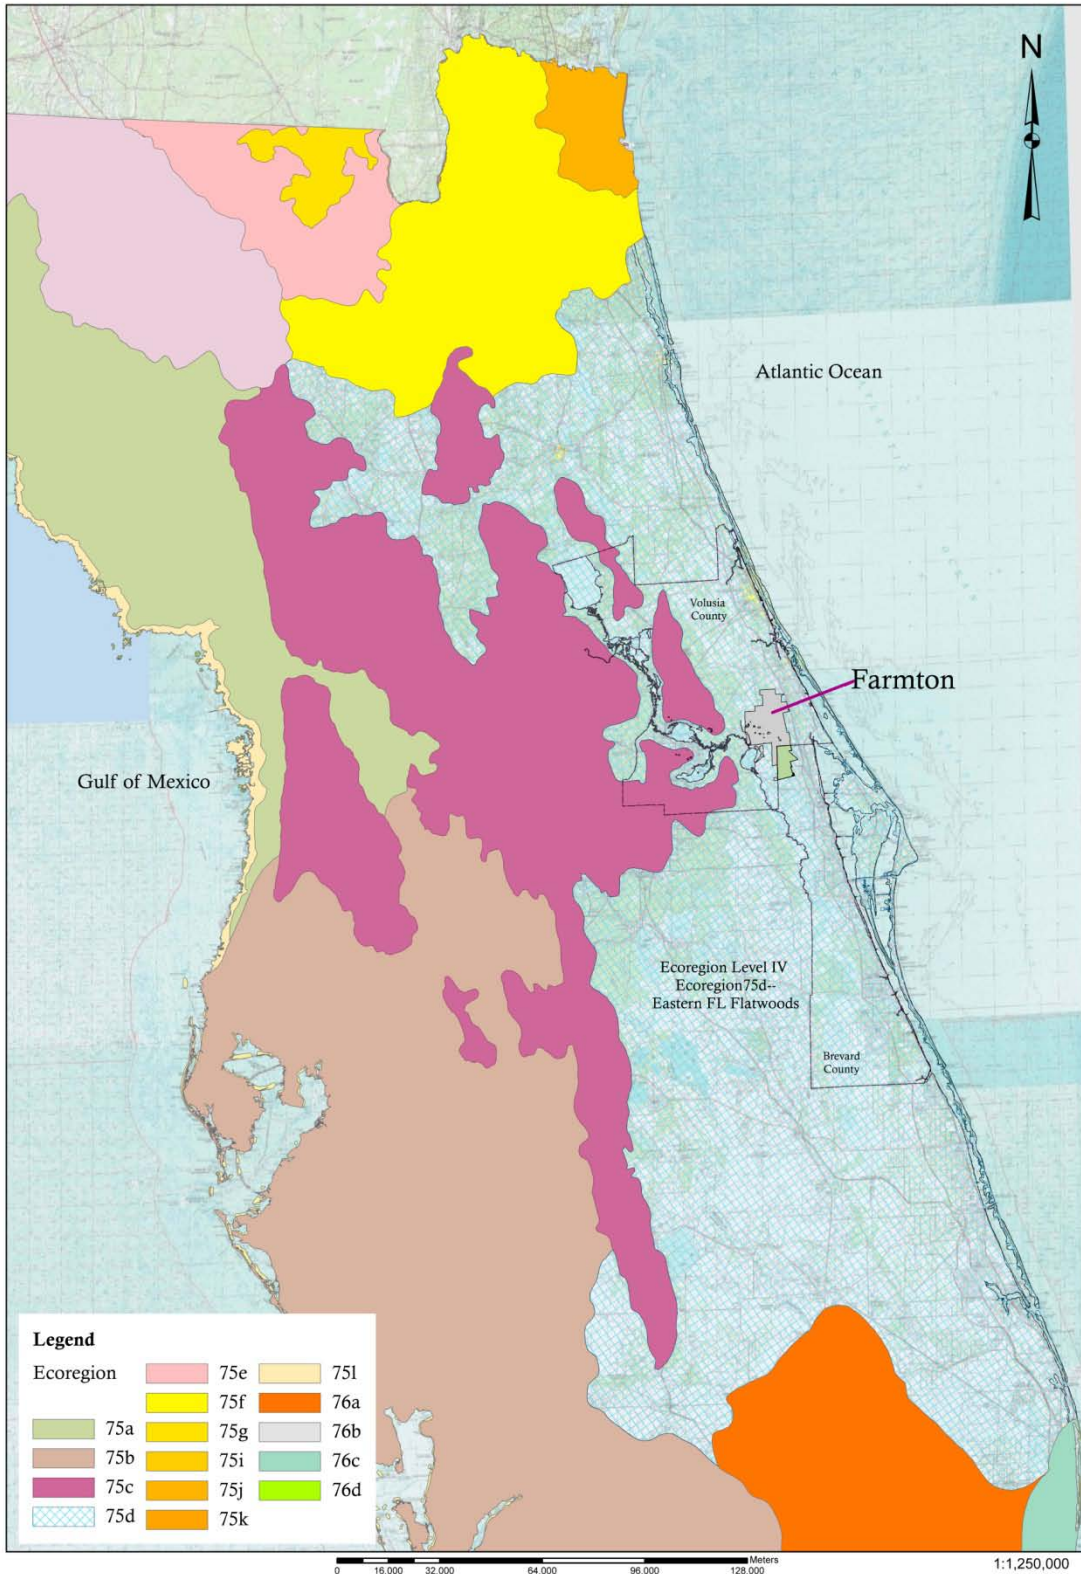 N
Atlantic Ocean
Volusia
County
Farmton
Gulf of Mexico
Ecoregion Level IV
Ecoregion75d--
Eastern FL Flatwoods
Brevard
County
Legend
Ecoregion
75a
75b
75c
75d
75e
75f
75g
75i
75j
75k
75l
76a
76b
76c
76d
Meters
0 16.000 32.000 64.000 96.000 128.000
1:1,250,000